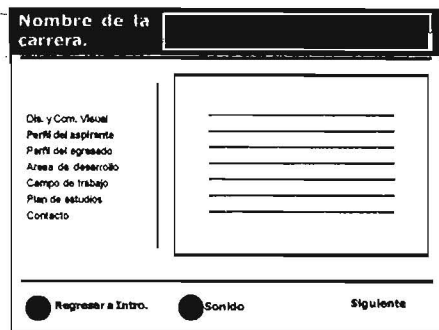 Nombre de la
carrera.
Dis. y Com. Visual
Perfil del aspirante
Perfil del egresado
Areas de desarrollo
Campo de trabajo
Plan de estudios
Contacto
Regresar a Intro.
Sonido
Siguiente